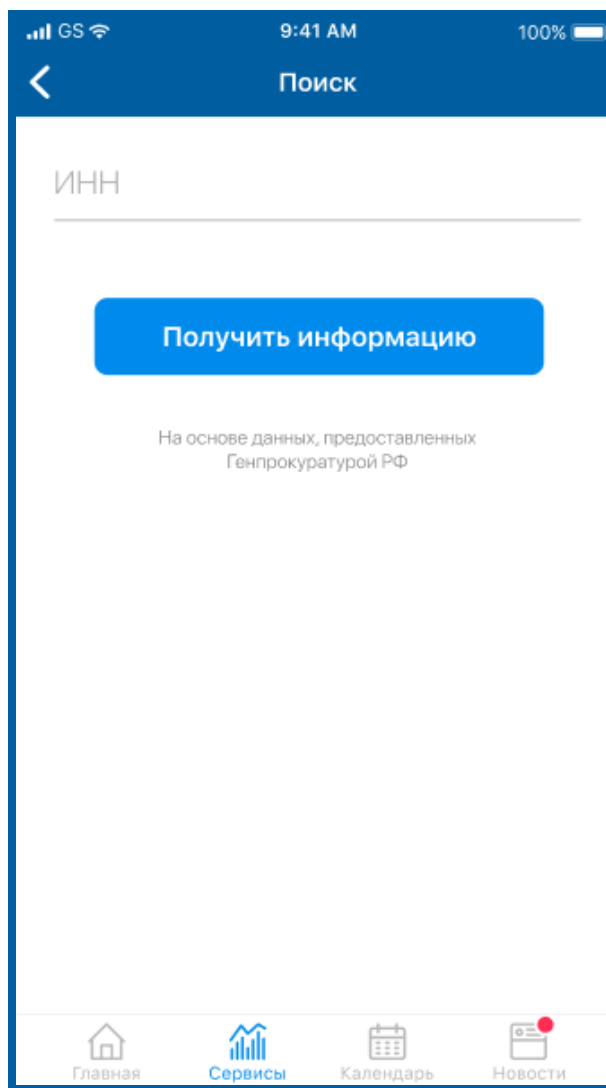 GS 9:41 AM 100%
Поиск
ИНН
Получить информацию
На основе данных, предоставленных
Генпрокуратурой РФ
Главная Сервисы Календарь Новости